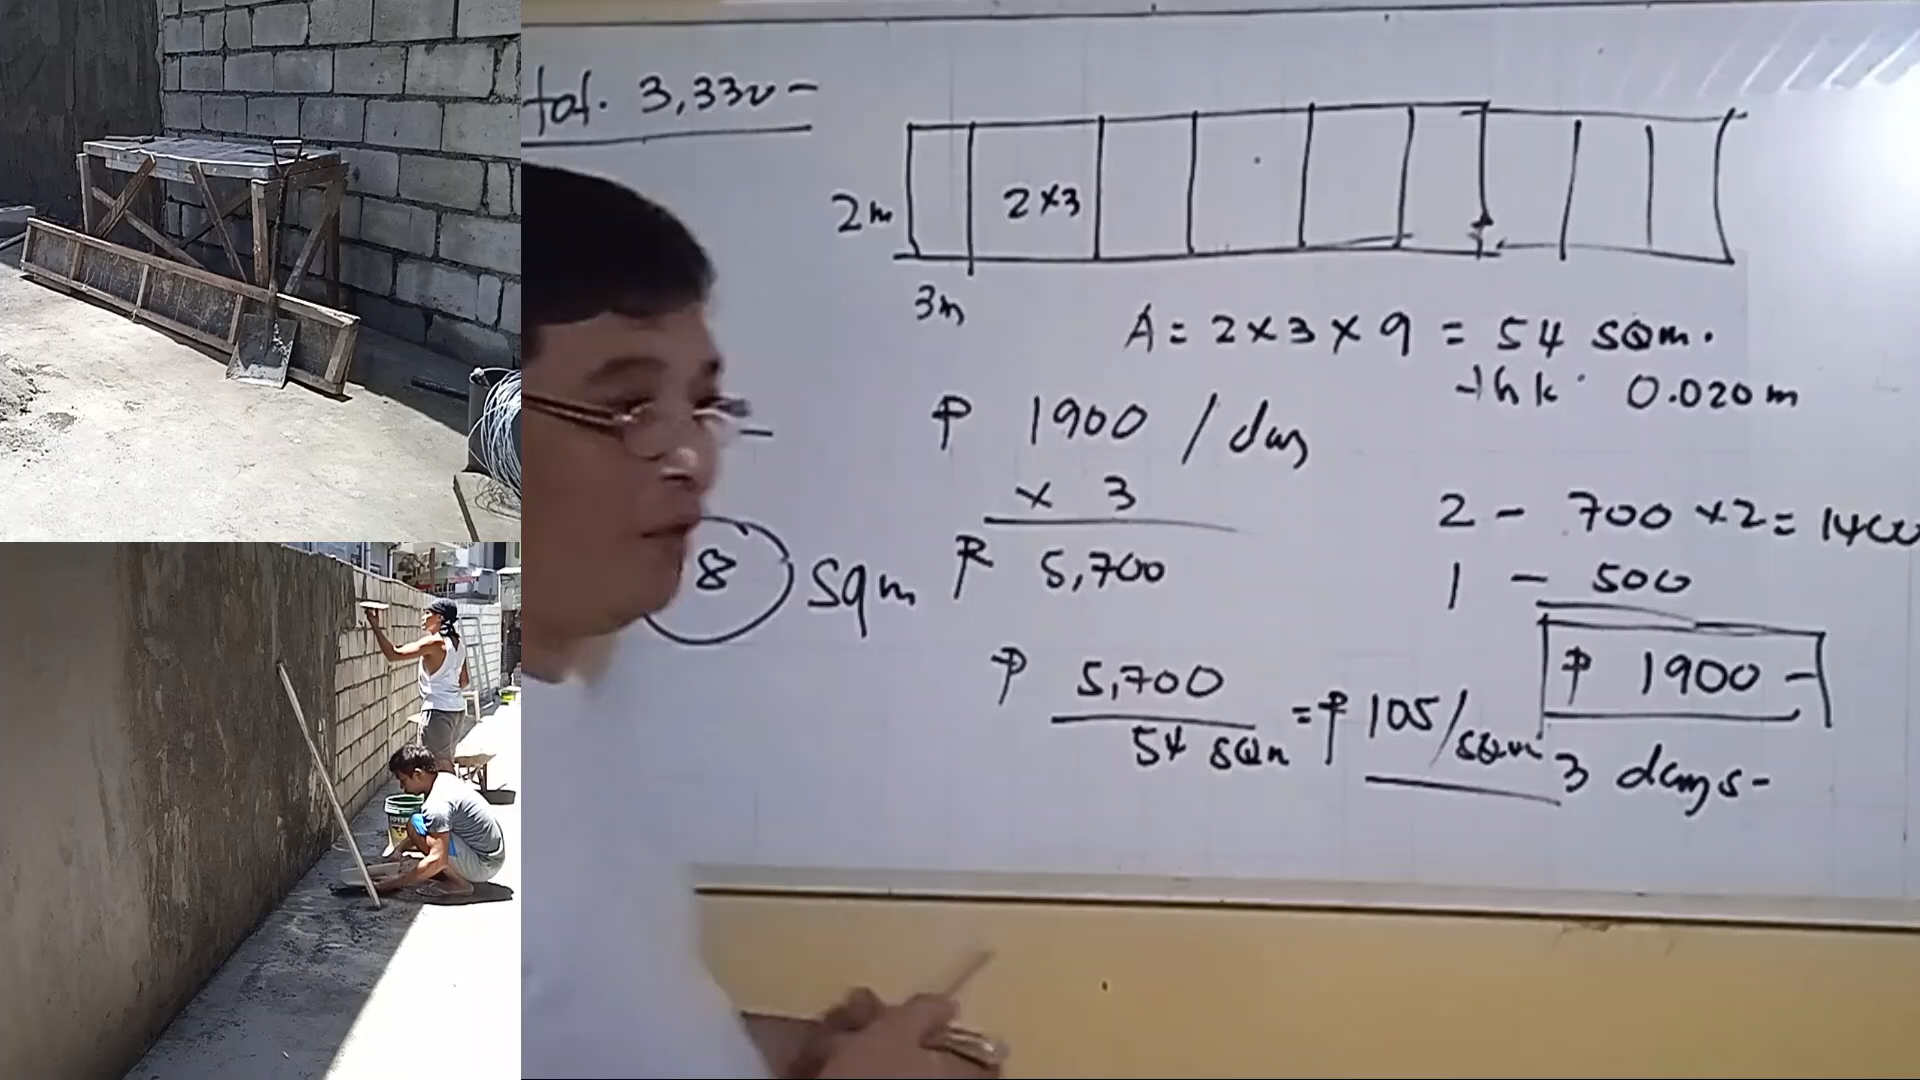 tal. 3,330-
2m
2x3
3m
A = 2 x 3 x 9 = 54 sqm.
thk. 0.020m
₱ 1900 / day
x 3
₱ 5,700
8 sqm
2 - 700 x 2 = 1400
1 - 500
₱ 1900 -
3 days-
₱ 5,700
54 sqm
= ₱ 105/sqm